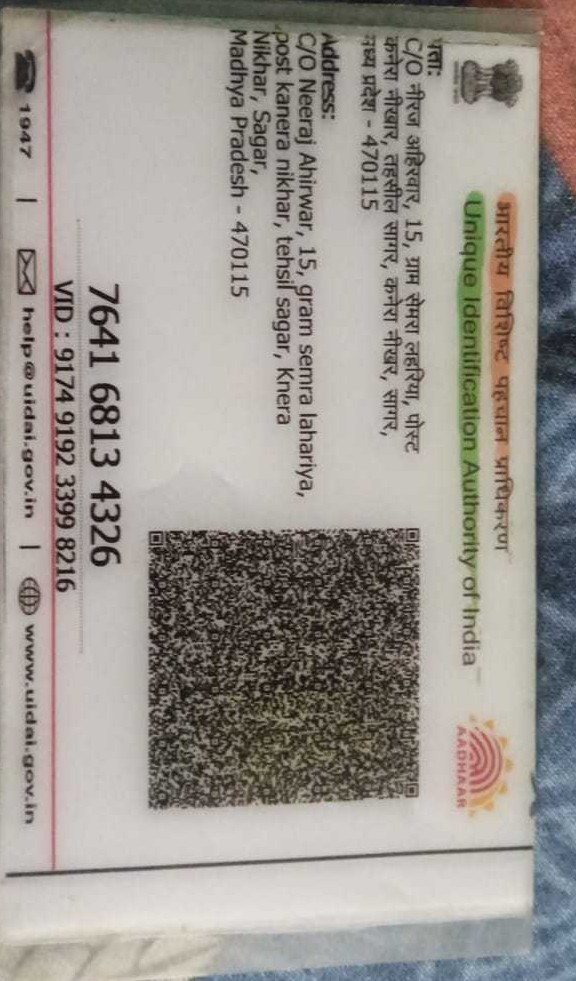 भारतीय विशिष्ट पहचान प्राधिकरण
Unique Identification Authority of India
AADHAAR
पता:
C/O नीरज अहिरवार, 15, ग्राम सेमरा लहरिया, पोस्ट
कनेरा नीखार, तहसील सागर, कनेरा नीखर, सागर,
मध्य प्रदेश - 470115
Address:
C/O Neeraj Ahirwar, 15, gram semra lahariya,
post kanera nikhar, tehsil sagar, Knera
Nikhar, Sagar,
Madhya Pradesh - 470115
7641 6813 4326
VID : 9174 9192 3399 8216
1947 | help@uidai.gov.in | www.uidai.gov.in